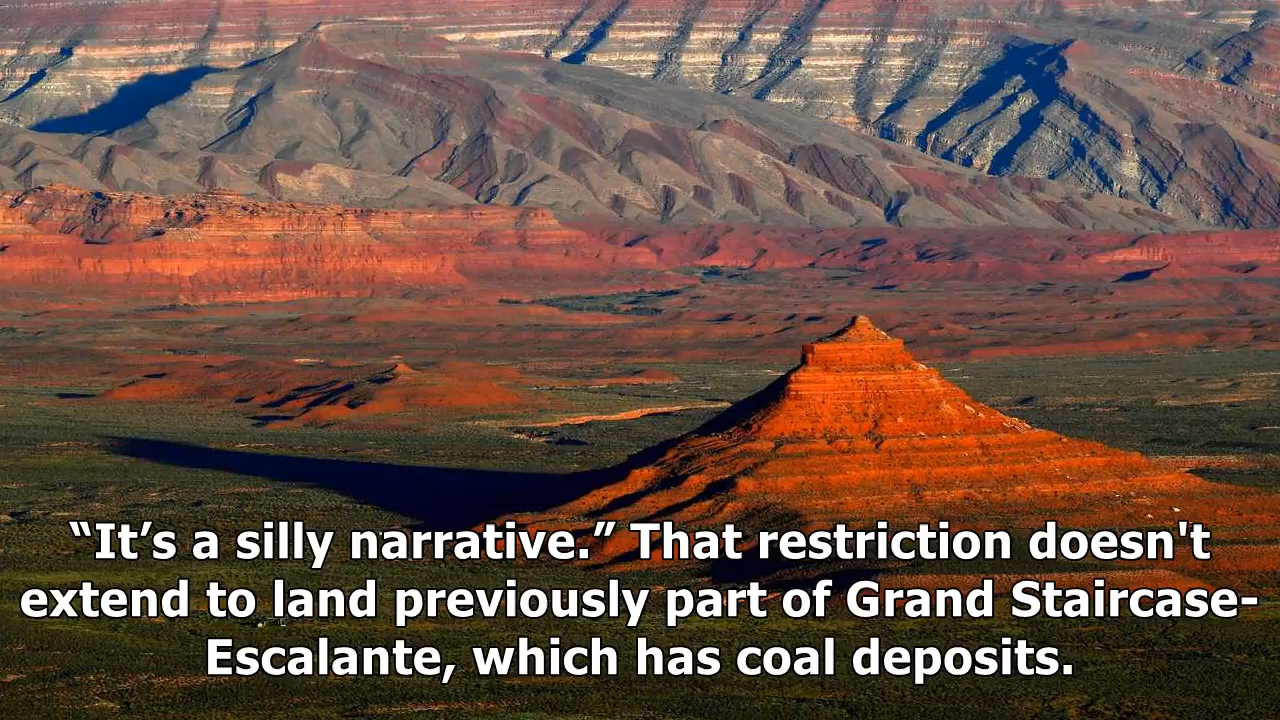 “It’s a silly narrative.” That restriction doesn't
extend to land previously part of Grand Staircase-
Escalante, which has coal deposits.